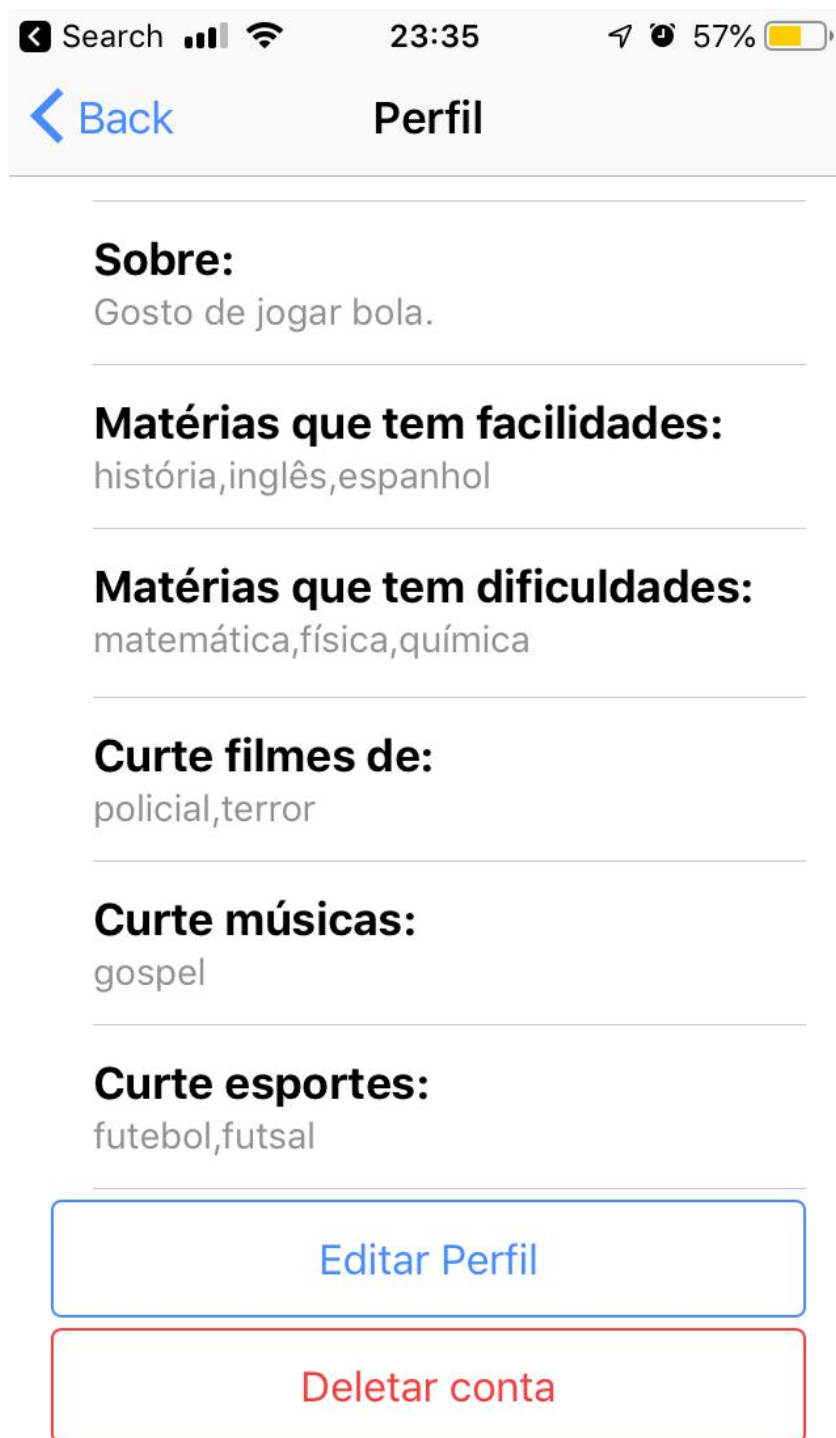 Search 23:35 57%
Back Perfil
Sobre:
Gosto de jogar bola.
Matérias que tem facilidades:
história,inglês,espanhol
Matérias que tem dificuldades:
matemática,física,química
Curte filmes de:
policial,terror
Curte músicas:
gospel
Curte esportes:
futebol,futsal
Editar Perfil
Deletar conta